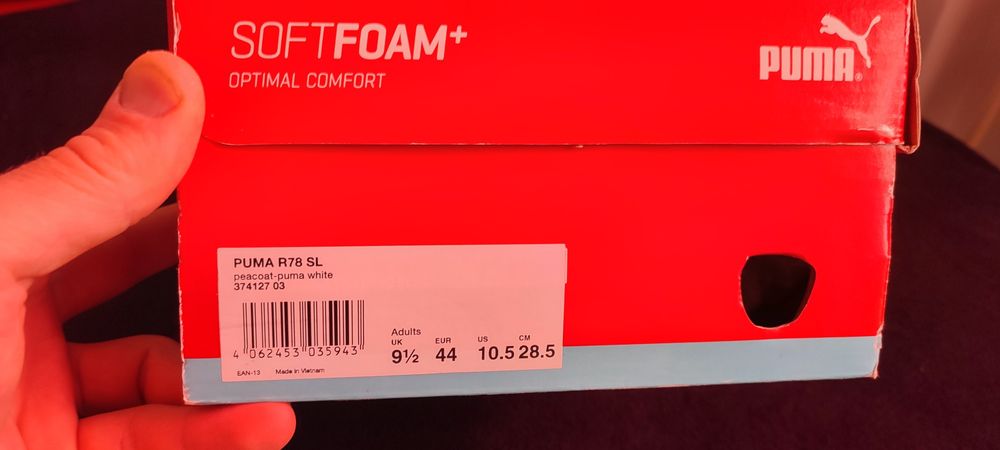 SOFTFOAM+
OPTIMAL COMFORT
PUMA®
PUMA R78 SL
peacoat-puma white
374127 03
4 062453 035943
EAN-13 Made in Vietnam
Adults
UK EUR US CM
9½ 44 10.5 28.5